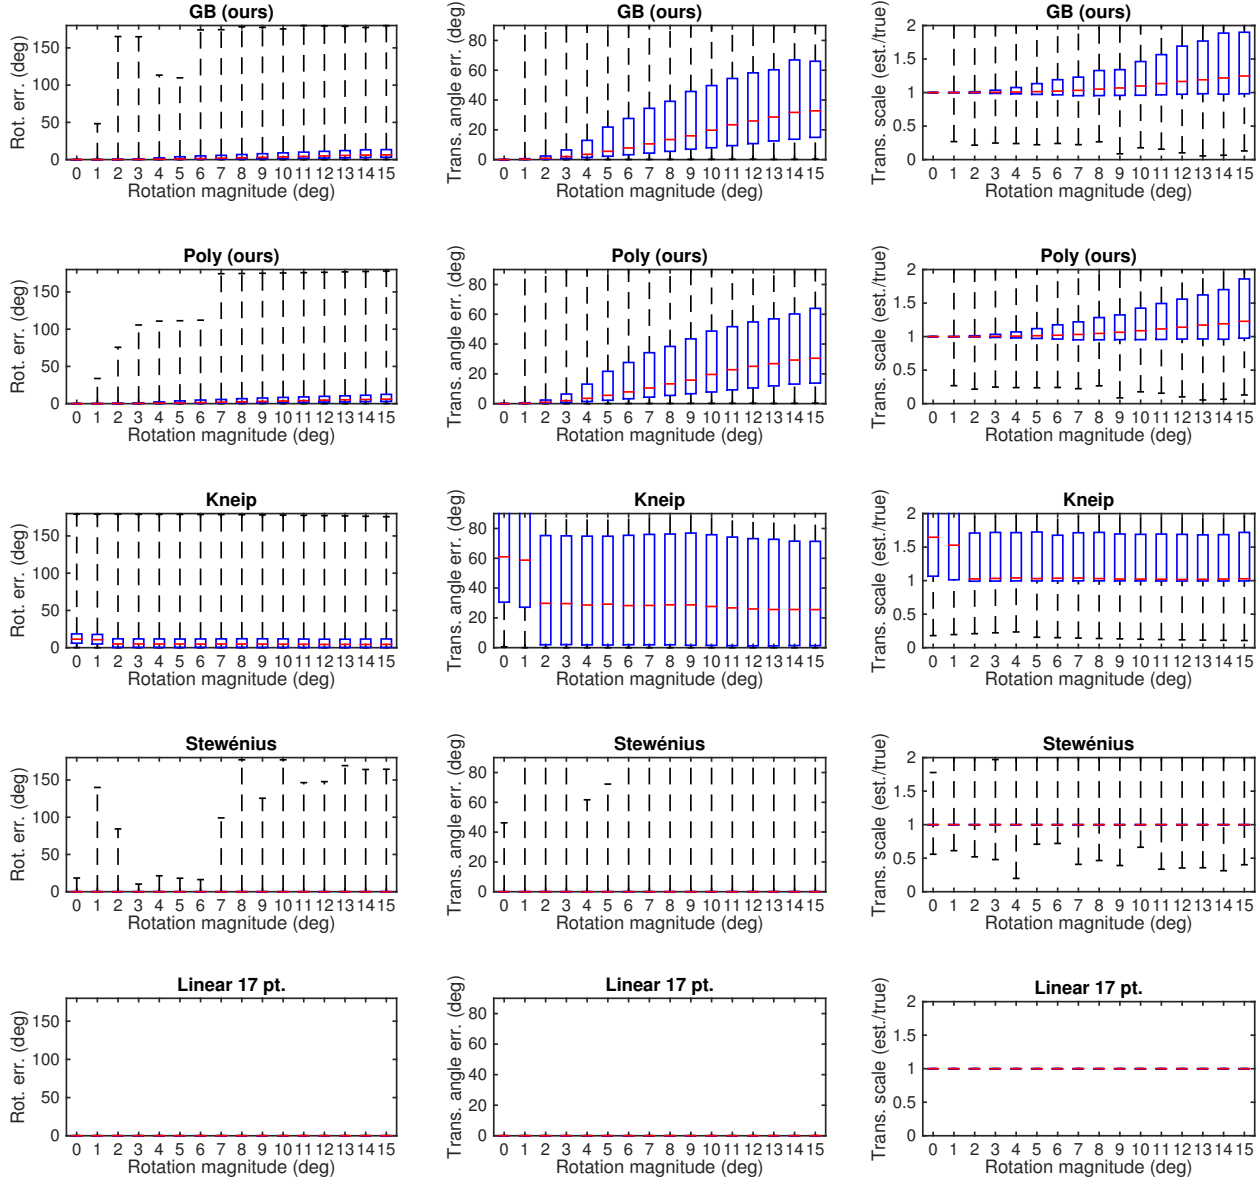 GB (ours) GB (ours) GB (ours)
Rot. err. (deg) Trans. angle err. (deg) Trans. scale (est./true)
150 80 2
100 60 1.5
50 40 1
0 20 0.5
0 0
0 1 2 3 4 5 6 7 8 9 10 11 12 13 14 15 0 1 2 3 4 5 6 7 8 9 10 11 12 13 14 15 0 1 2 3 4 5 6 7 8 9 10 11 12 13 14 15
Rotation magnitude (deg) Rotation magnitude (deg) Rotation magnitude (deg)
Poly (ours) Poly (ours) Poly (ours)
Rot. err. (deg) Trans. angle err. (deg) Trans. scale (est./true)
150 80 2
100 60 1.5
50 40 1
0 20 0.5
0 0
0 1 2 3 4 5 6 7 8 9 10 11 12 13 14 15 0 1 2 3 4 5 6 7 8 9 10 11 12 13 14 15 0 1 2 3 4 5 6 7 8 9 10 11 12 13 14 15
Rotation magnitude (deg) Rotation magnitude (deg) Rotation magnitude (deg)
Kneip Kneip Kneip
Rot. err. (deg) Trans. angle err. (deg) Trans. scale (est./true)
150 80 2
100 60 1.5
50 40 1
0 20 0.5
0 0
0 1 2 3 4 5 6 7 8 9 10 11 12 13 14 15 0 1 2 3 4 5 6 7 8 9 10 11 12 13 14 15 0 1 2 3 4 5 6 7 8 9 10 11 12 13 14 15
Rotation magnitude (deg) Rotation magnitude (deg) Rotation magnitude (deg)
Stewénius Stewénius Stewénius
Rot. err. (deg) Trans. angle err. (deg) Trans. scale (est./true)
150 80 2
100 60 1.5
50 40 1
0 20 0.5
0 0
0 1 2 3 4 5 6 7 8 9 10 11 12 13 14 15 0 1 2 3 4 5 6 7 8 9 10 11 12 13 14 15 0 1 2 3 4 5 6 7 8 9 10 11 12 13 14 15
Rotation magnitude (deg) Rotation magnitude (deg) Rotation magnitude (deg)
Linear 17 pt. Linear 17 pt. Linear 17 pt.
Rot. err. (deg) Trans. angle err. (deg) Trans. scale (est./true)
150 80 2
100 60 1.5
50 40 1
0 20 0.5
0 0
0 1 2 3 4 5 6 7 8 9 10 11 12 13 14 15 0 1 2 3 4 5 6 7 8 9 10 11 12 13 14 15 0 1 2 3 4 5 6 7 8 9 10 11 12 13 14 15
Rotation magnitude (deg) Rotation magnitude (deg) Rotation magnitude (deg)